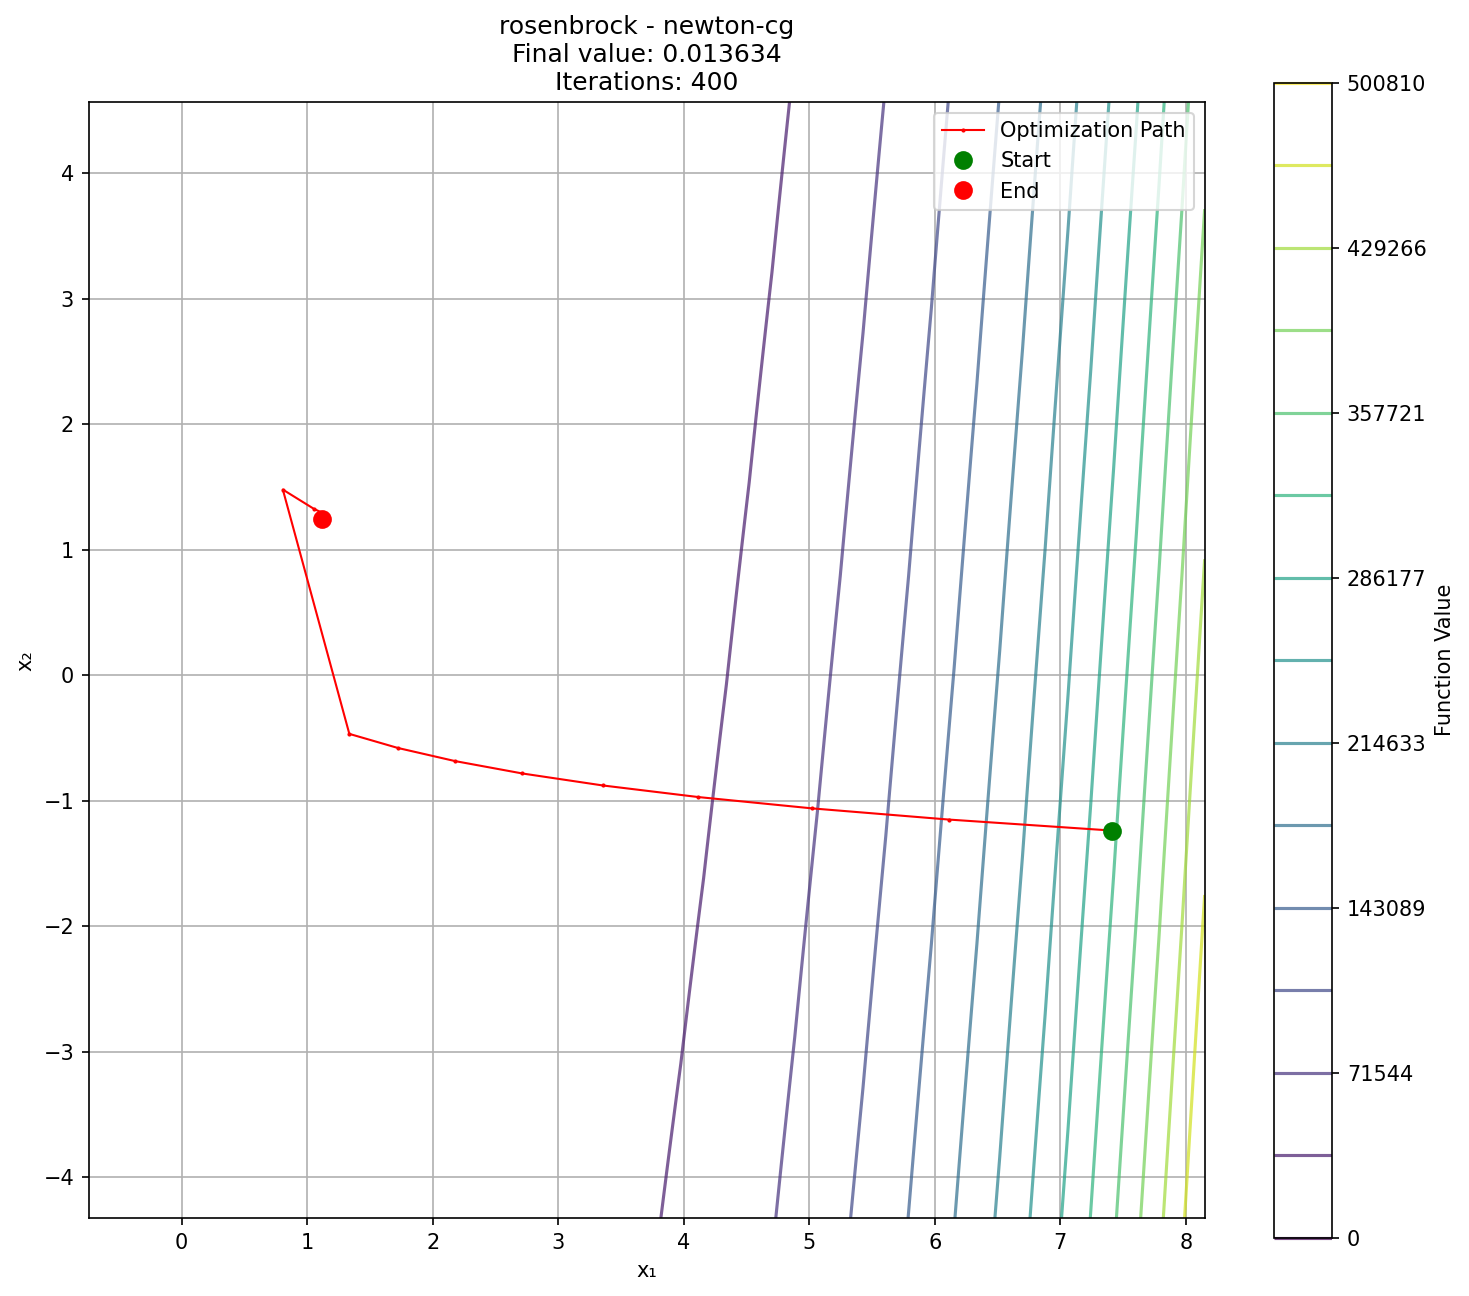 rosenbrock - newton-cg
Final value: 0.013634
Iterations: 400
Optimization Path
Start
End
4
3
2
1
0
−1
−2
−3
−4
x₂
0
1
2
3
4
5
6
7
8
x₁
500810
429266
357721
286177
214633
143089
71544
0
Function Value